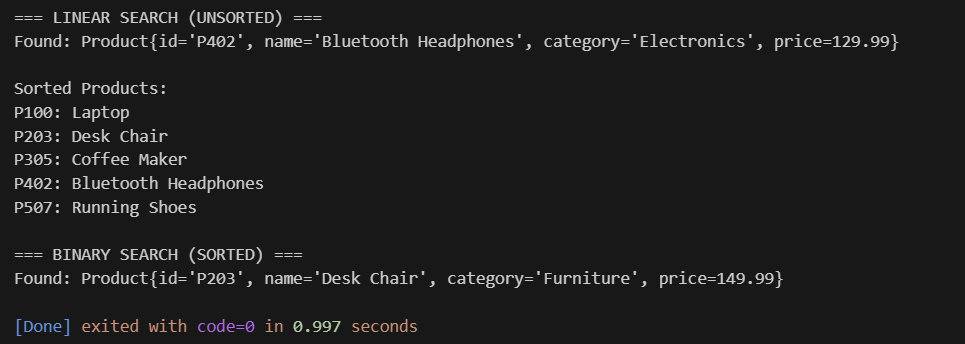 === LINEAR SEARCH (UNSORTED) ===
Found: Product{id='P402', name='Bluetooth Headphones', category='Electronics', price=129.99}
Sorted Products:
P100: Laptop
P203: Desk Chair
P305: Coffee Maker
P402: Bluetooth Headphones
P507: Running Shoes
=== BINARY SEARCH (SORTED) ===
Found: Product{id='P203', name='Desk Chair', category='Furniture', price=149.99}
[Done] exited with code=0 in 0.997 seconds